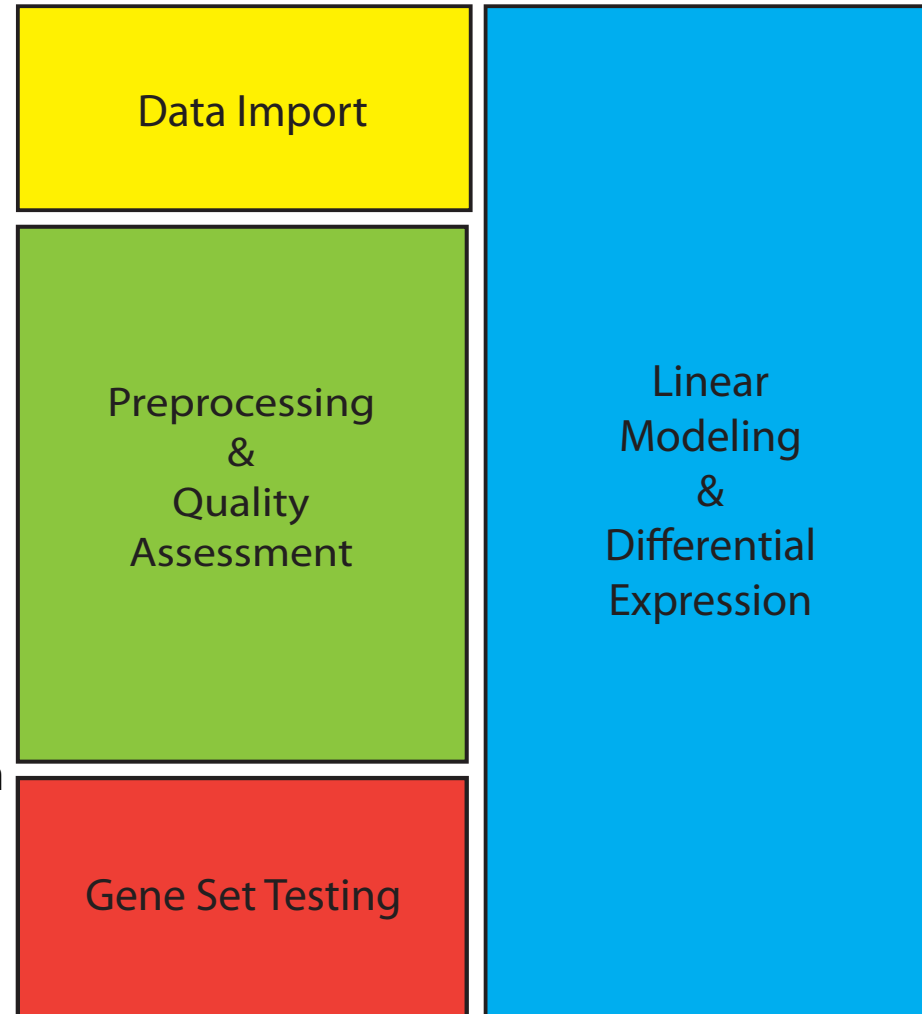 Data Import
Preprocessing
&
Quality
Assessment
Gene Set Testing
Linear
Modeling
&
Differential
Expression